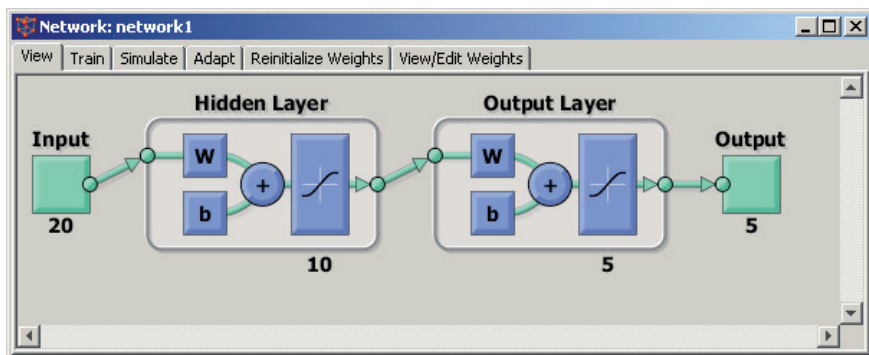 Network: network1
View Train Simulate Adapt Reinitialize Weights View/Edit Weights
Hidden Layer Output Layer
Input Output
W W
+ +
b b
20 5
10 5